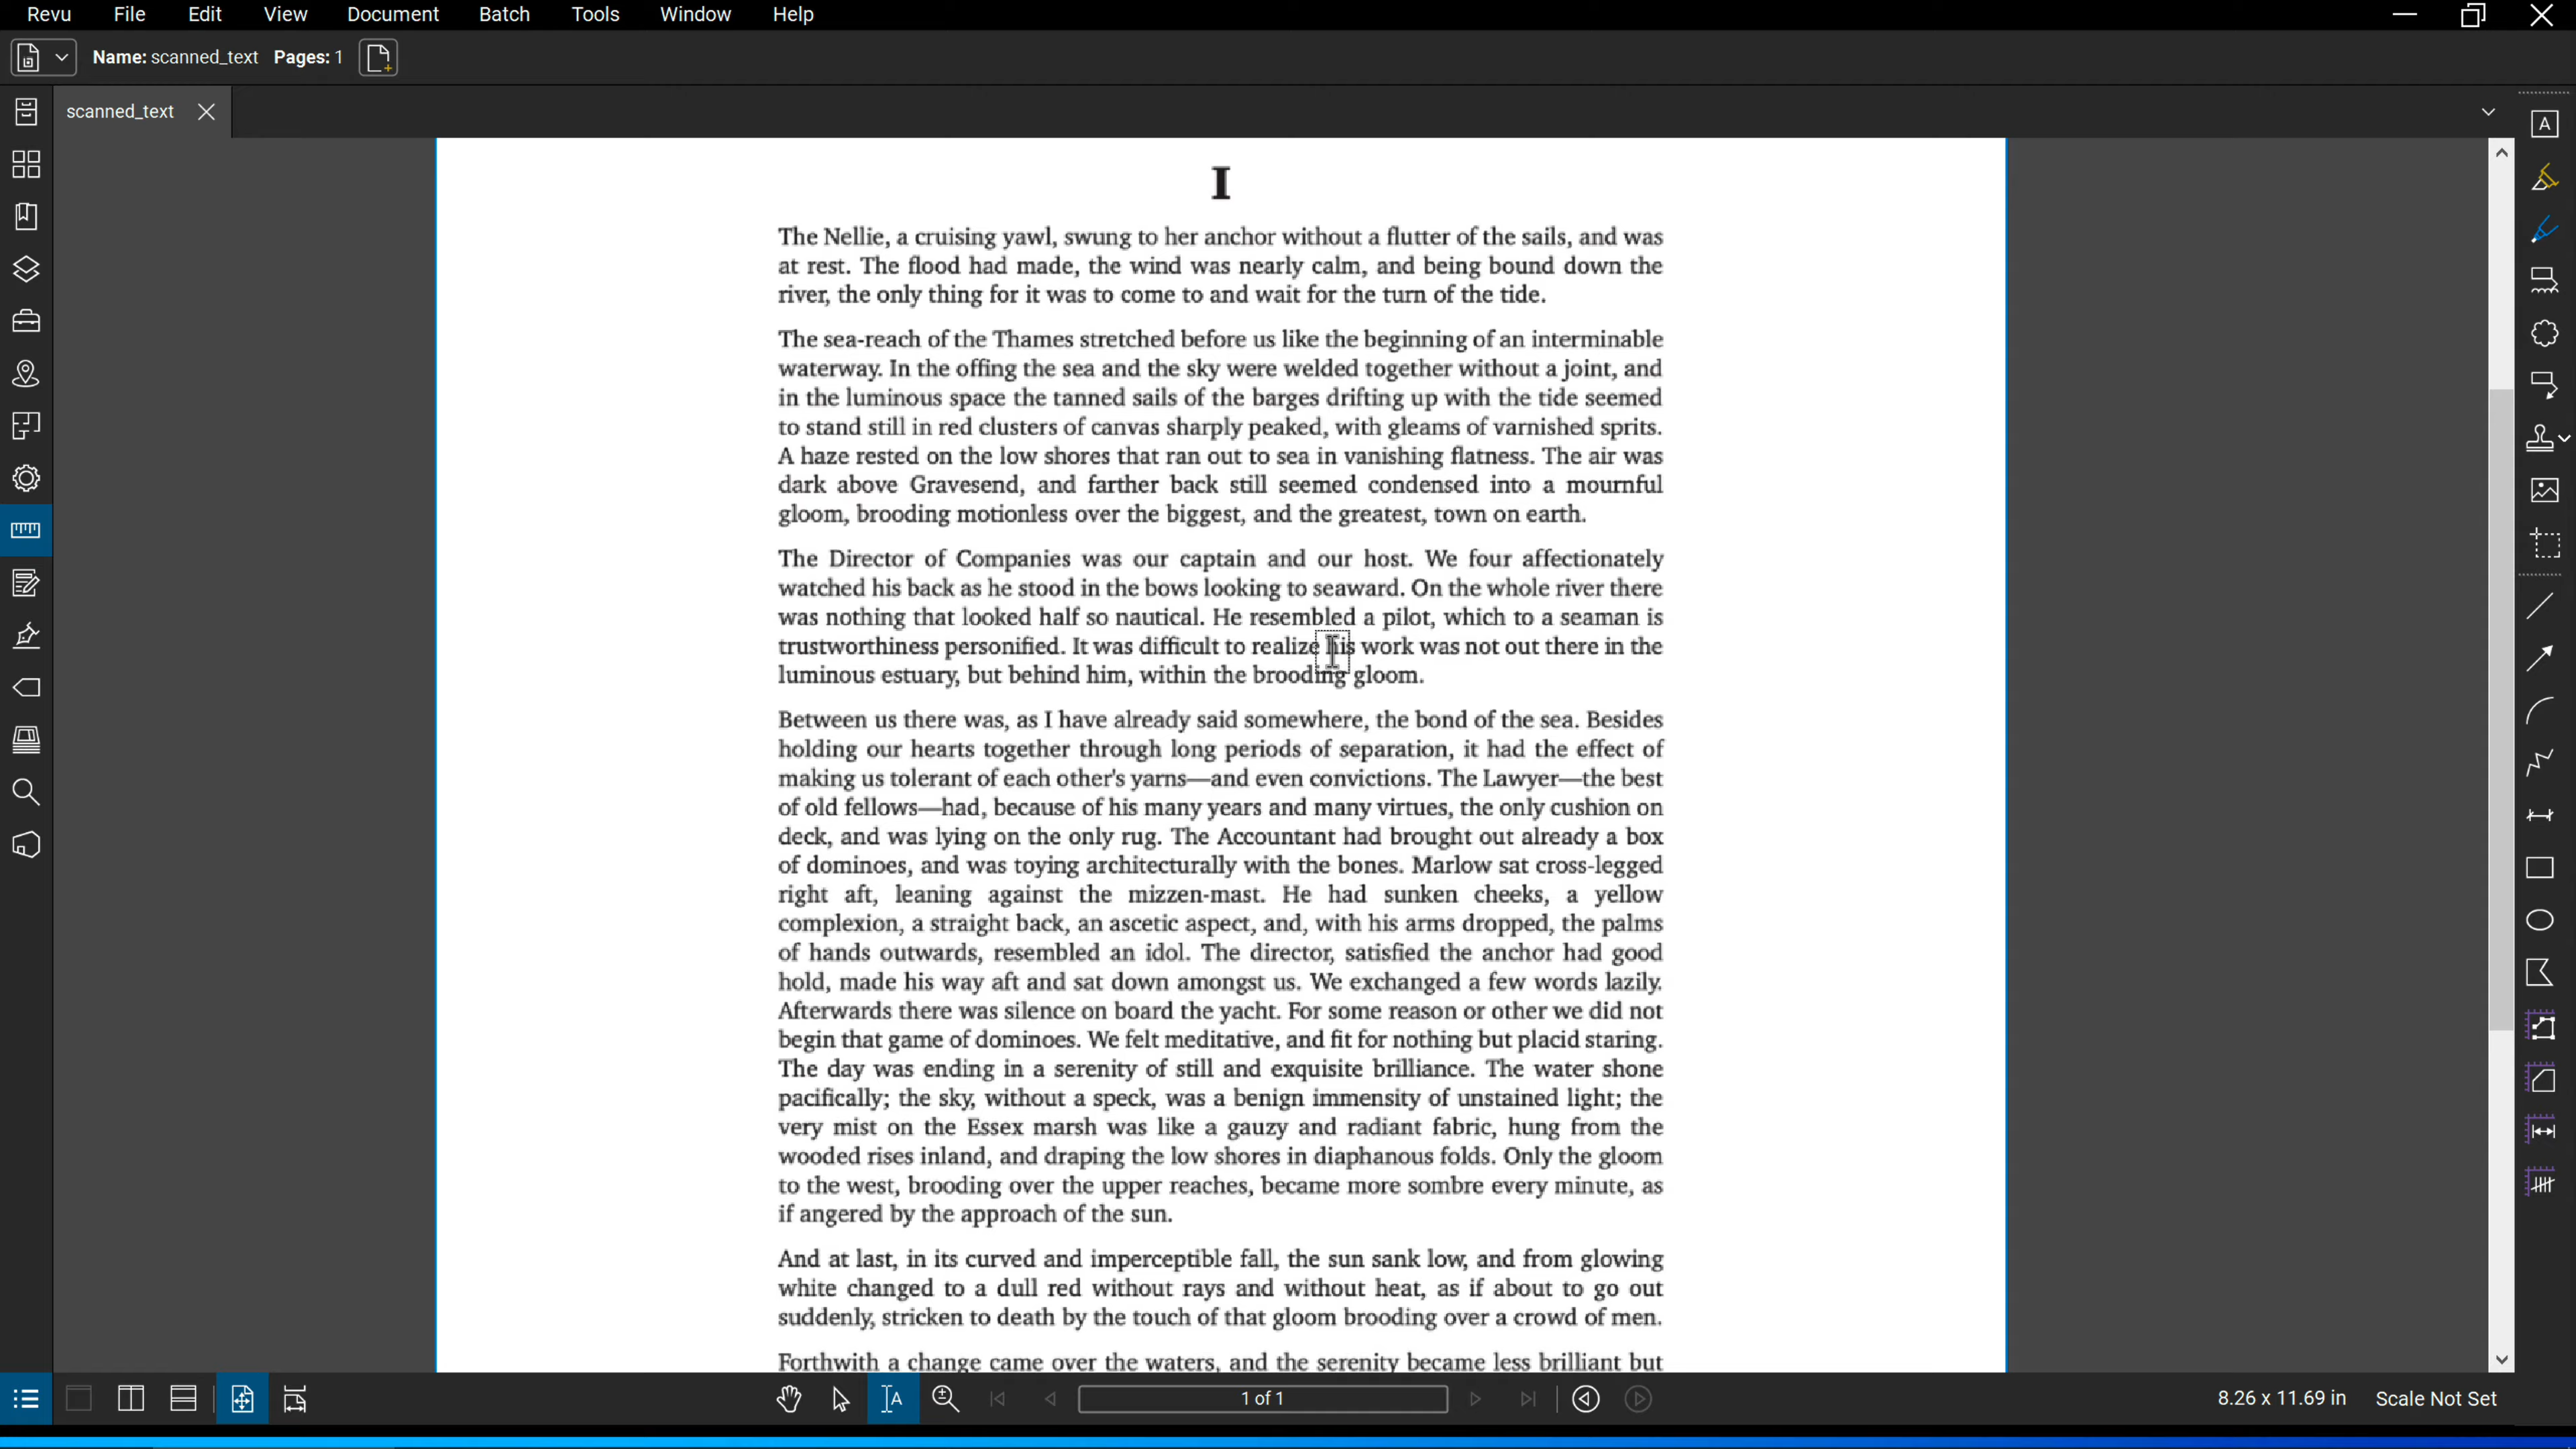 Revu File Edit View Document Batch Tools Window Help
Name: scanned_text Pages: 1
scanned_text
I
The Nellie, a cruising yawl, swung to her anchor without a flutter of the sails, and was
at rest. The flood had made, the wind was nearly calm, and being bound down the
river, the only thing for it was to come to and wait for the turn of the tide.
The sea-reach of the Thames stretched before us like the beginning of an interminable
waterway. In the offing the sea and the sky were welded together without a joint, and
in the luminous space the tanned sails of the barges drifting up with the tide seemed
to stand still in red clusters of canvas sharply peaked, with gleams of varnished sprits.
A haze rested on the low shores that ran out to sea in vanishing flatness. The air was
dark above Gravesend, and farther back still seemed condensed into a mournful
gloom, brooding motionless over the biggest, and the greatest, town on earth.
The Director of Companies was our captain and our host. We four affectionately
watched his back as he stood in the bows looking to seaward. On the whole river there
was nothing that looked half so nautical. He resembled a pilot, which to a seaman is
trustworthiness personified. It was difficult to realize his work was not out there in the
luminous estuary, but behind him, within the brooding gloom.
Between us there was, as I have already said somewhere, the bond of the sea. Besides
holding our hearts together through long periods of separation, it had the effect of
making us tolerant of each other's yarns—and even convictions. The Lawyer—the best
of old fellows—had, because of his many years and many virtues, the only cushion on
deck, and was lying on the only rug. The Accountant had brought out already a box
of dominoes, and was toying architecturally with the bones. Marlow sat cross-legged
right aft, leaning against the mizzen-mast. He had sunken cheeks, a yellow
complexion, a straight back, an ascetic aspect, and, with his arms dropped, the palms
of hands outwards, resembled an idol. The director, satisfied the anchor had good
hold, made his way aft and sat down amongst us. We exchanged a few words lazily.
Afterwards there was silence on board the yacht. For some reason or other we did not
begin that game of dominoes. We felt meditative, and fit for nothing but placid staring.
The day was ending in a serenity of still and exquisite brilliance. The water shone
pacifically; the sky, without a speck, was a benign immensity of unstained light; the
very mist on the Essex marsh was like a gauzy and radiant fabric, hung from the
wooded rises inland, and draping the low shores in diaphanous folds. Only the gloom
to the west, brooding over the upper reaches, became more sombre every minute, as
if angered by the approach of the sun.
And at last, in its curved and imperceptible fall, the sun sank low, and from glowing
white changed to a dull red without rays and without heat, as if about to go out
suddenly, stricken to death by the touch of that gloom brooding over a crowd of men.
Forthwith a change came over the waters, and the serenity became less brilliant but
1 of 1
8.26 x 11.69 in Scale Not Set